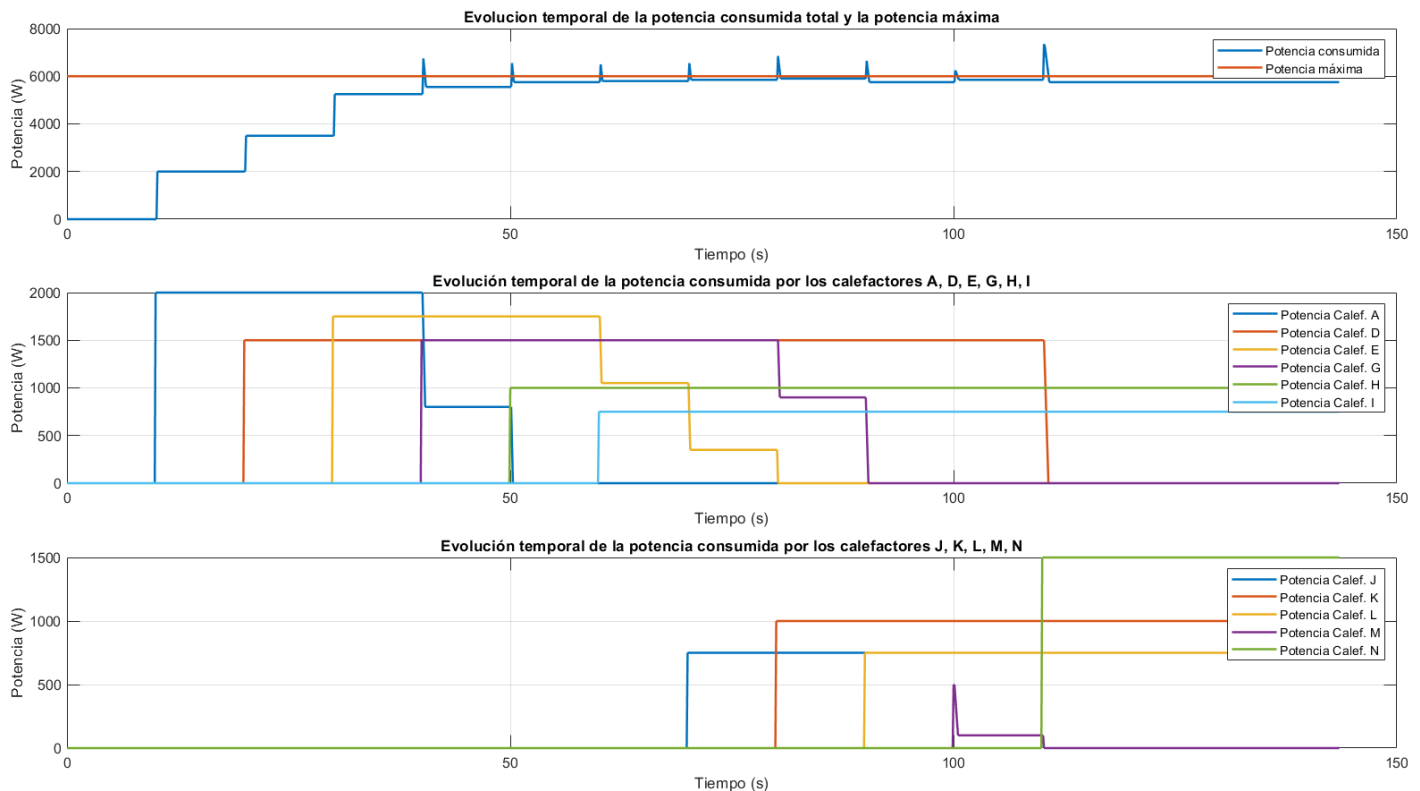 Evolucion temporal de la potencia consumida total y la potencia máxima
8000
6000
4000
2000
0
Potencia (W)
Potencia consumida
Potencia máxima
0
50
100
150
Tiempo (s)
Evolución temporal de la potencia consumida por los calefactores A, D, E, G, H, I
2000
1500
1000
500
0
Potencia (W)
Potencia Calef. A
Potencia Calef. D
Potencia Calef. E
Potencia Calef. G
Potencia Calef. H
Potencia Calef. I
0
50
100
150
Tiempo (s)
Evolución temporal de la potencia consumida por los calefactores J, K, L, M, N
1500
1000
500
0
Potencia (W)
Potencia Calef. J
Potencia Calef. K
Potencia Calef. L
Potencia Calef. M
Potencia Calef. N
0
50
100
150
Tiempo (s)